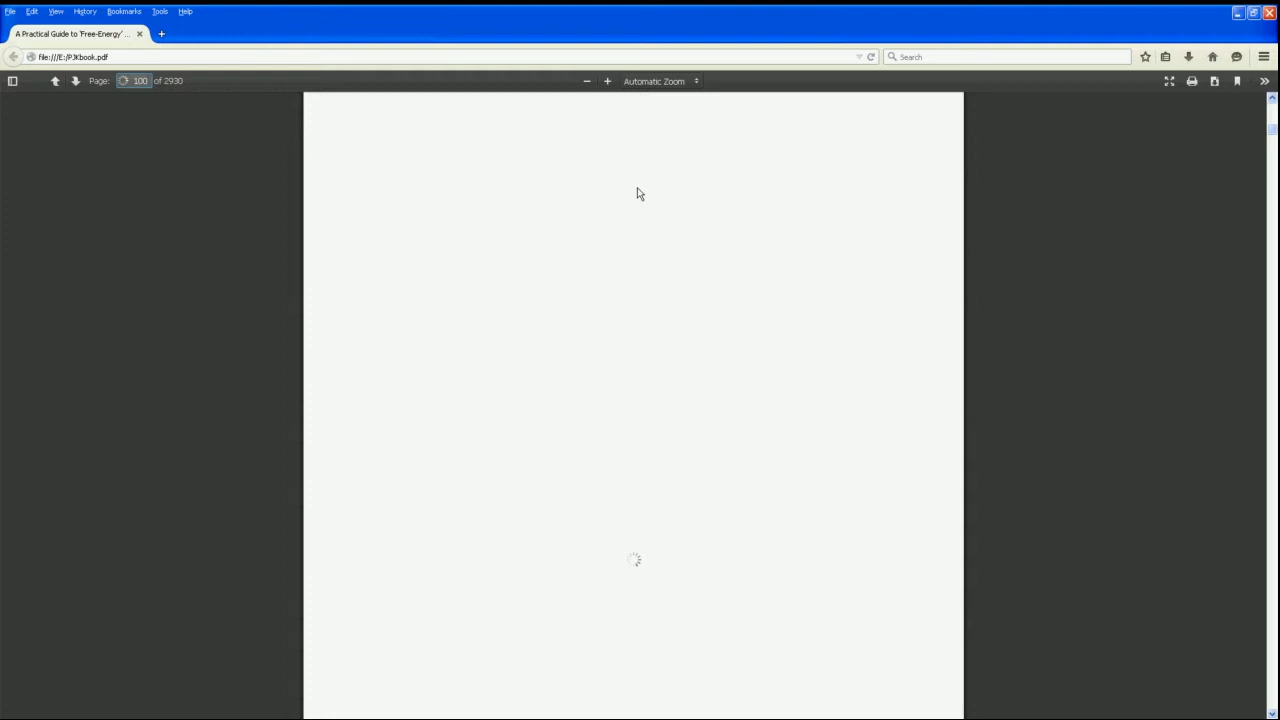 File Edit View History Bookmarks Tools Help
A Practical Guide to 'Free-Energy' ...
file:///E:/PJKbook.pdf
Search
Page: 100 of 2930
Automatic Zoom